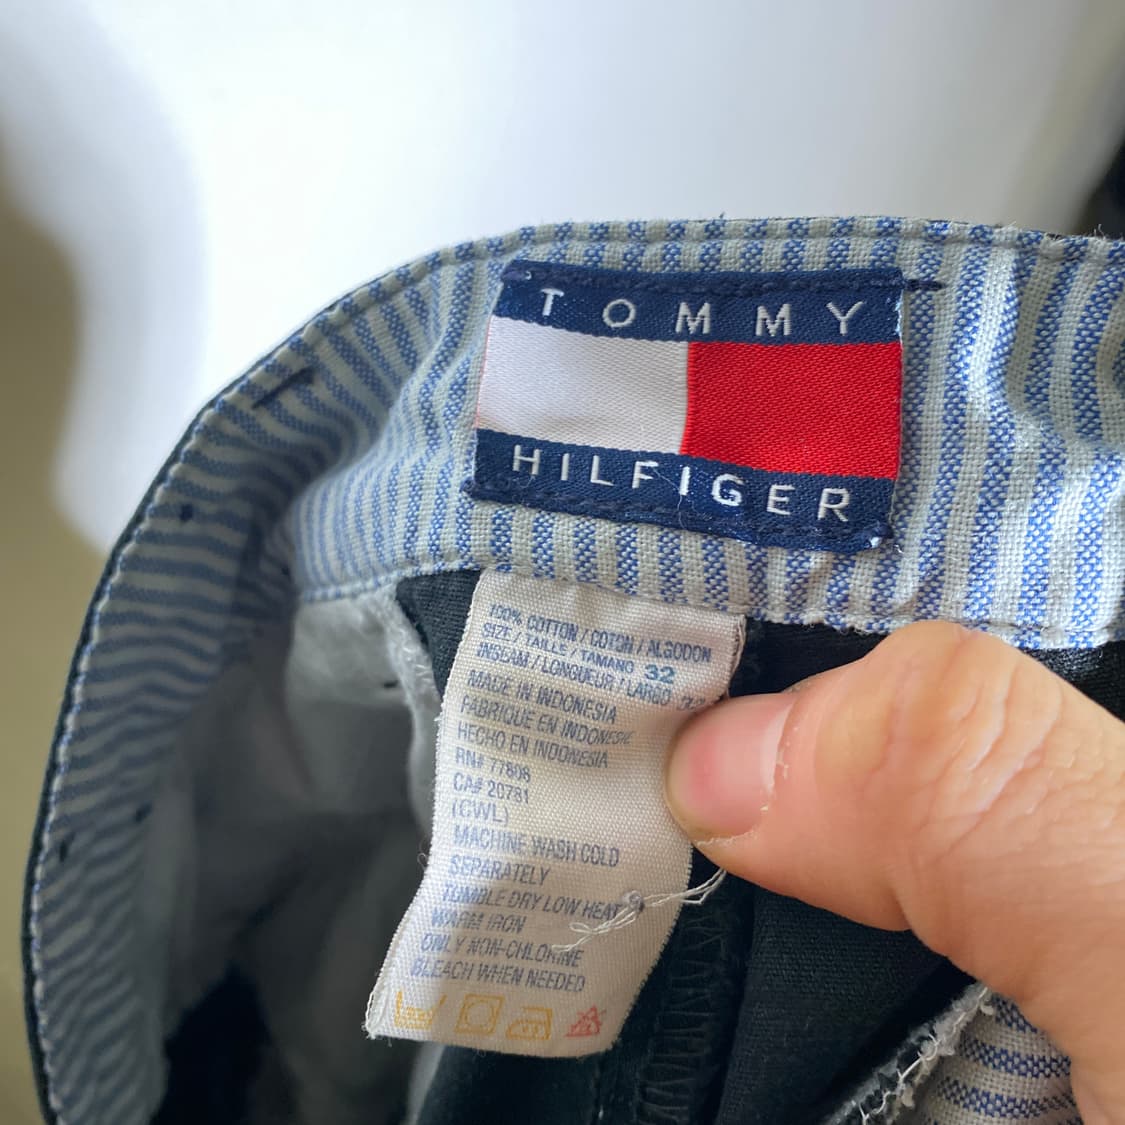 TOMMY
HILFIGER
100% COTTON / COTON / ALGODON
SIZE / TAILLE / TAMANO 32
INSEAM / LONGUEUR / LARGO
MADE IN INDONESIA
FABRIQUE EN INDONESIE
HECHO EN INDONESIA
RN# 77808
CA# 20781
(CWL)
MACHINE WASH COLD
SEPARATELY
TUMBLE DRY LOW HEAT
WARM IRON
ONLY NON-CHLORINE
BLEACH WHEN NEEDED